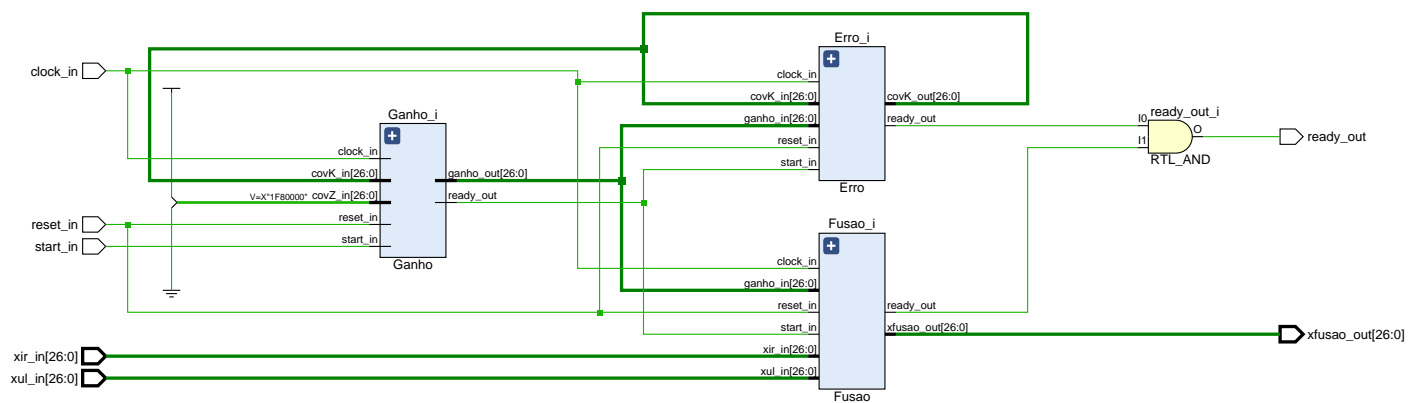 clock_in
reset_in
start_in
xir_in[26:0]
xul_in[26:0]
Ganho_i
clock_in
covK_in[26:0]
V=X"1F80000" covZ_in[26:0]
reset_in
start_in
ganho_out[26:0]
ready_out
Ganho
Erro_i
clock_in
covK_in[26:0]
ganho_in[26:0]
reset_in
start_in
covK_out[26:0]
ready_out
Erro
Fusao_i
clock_in
ganho_in[26:0]
reset_in
start_in
xir_in[26:0]
xul_in[26:0]
ready_out
xfusao_out[26:0]
Fusao
ready_out_i
I0
I1
O
RTL_AND
ready_out
xfusao_out[26:0]